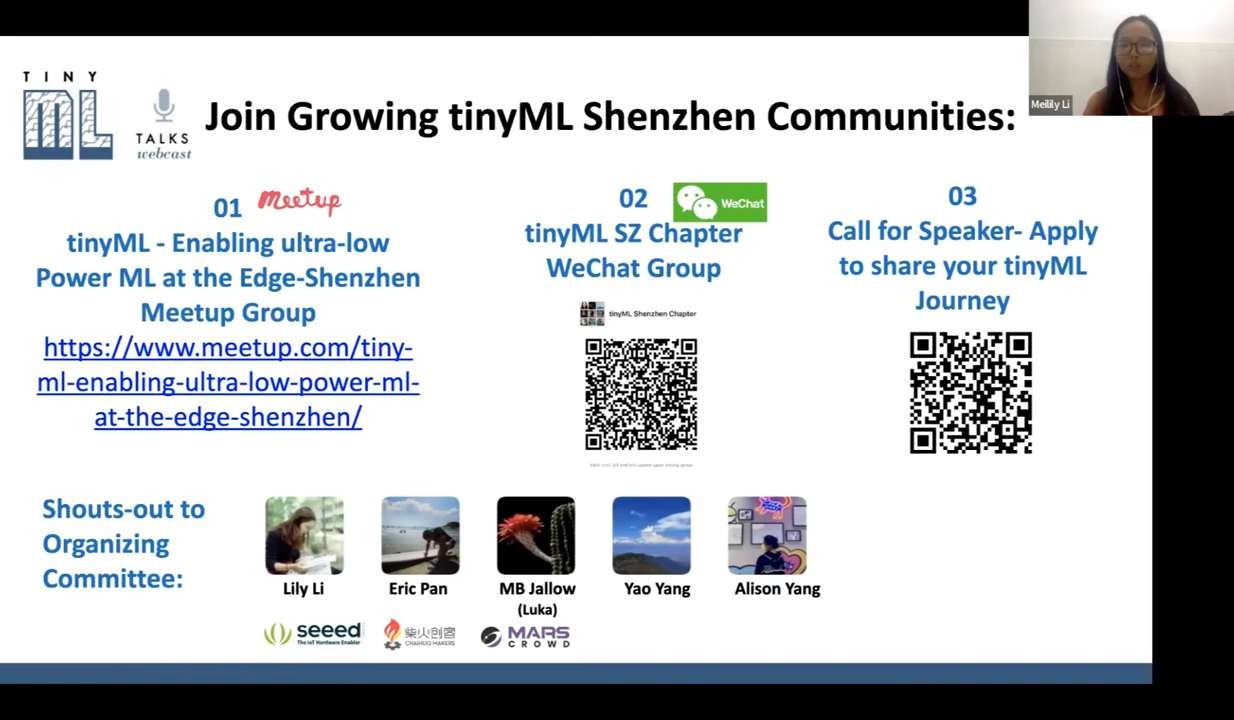 TINY
ML
TALKS
webcast
Join Growing tinyML Shenzhen Communities:
Meilily Li
01
meetup
tinyML - Enabling ultra-low
Power ML at the Edge-Shenzhen
Meetup Group
https://www.meetup.com/tiny-
ml-enabling-ultra-low-power-ml-
at-the-edge-shenzhen/
02
WeChat
tinyML SZ Chapter
WeChat Group
tinyML Shenzhen Chapter
03
Call for Speaker- Apply
to share your tinyML
Journey
Shouts-out to
Organizing
Committee:
Lily Li
Eric Pan
MB Jallow
(Luka)
Yao Yang
Alison Yang
seeed
The IoT Hardware Enabler
柴火创客
CHAIHUO MAKERS
MARS
CROWD